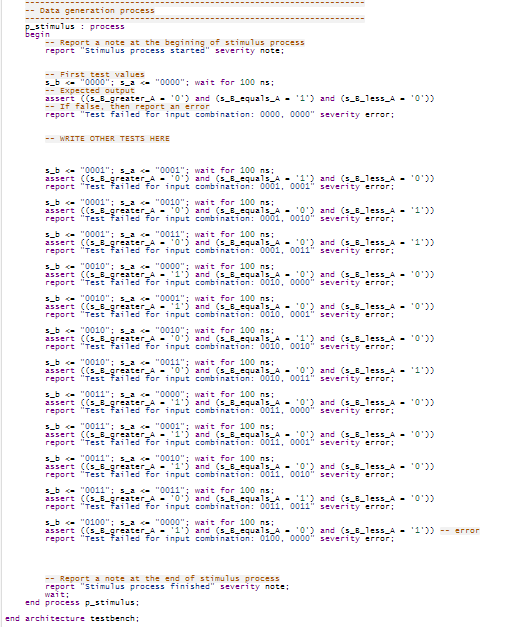 --------------------------------------------------------------------
-- Data generation process
--------------------------------------------------------------------
p_stimulus : process
begin
-- Report a note at the begining of stimulus process
report "Stimulus process started" severity note;
-- First test values
s_b <= "0000"; s_a <= "0000"; wait for 100 ns;
-- Expected output
assert ((s_B_greater_A = '0') and (s_B_equals_A = '1') and (s_B_less_A = '0'))
-- If false, then report an error
report "Test failed for input combination: 0000, 0000" severity error;
-- WRITE OTHER TESTS HERE
s_b <= "0001"; s_a <= "0001"; wait for 100 ns;
assert ((s_B_greater_A = '0') and (s_B_equals_A = '1') and (s_B_less_A = '0'))
report "Test failed for input combination: 0001, 0001" severity error;
s_b <= "0001"; s_a <= "0010"; wait for 100 ns;
assert ((s_B_greater_A = '0') and (s_B_equals_A = '0') and (s_B_less_A = '1'))
report "Test failed for input combination: 0001, 0010" severity error;
s_b <= "0001"; s_a <= "0011"; wait for 100 ns;
assert ((s_B_greater_A = '0') and (s_B_equals_A = '0') and (s_B_less_A = '1'))
report "Test failed for input combination: 0001, 0011" severity error;
s_b <= "0010"; s_a <= "0000"; wait for 100 ns;
assert ((s_B_greater_A = '1') and (s_B_equals_A = '0') and (s_B_less_A = '0'))
report "Test failed for input combination: 0010, 0000" severity error;
s_b <= "0010"; s_a <= "0001"; wait for 100 ns;
assert ((s_B_greater_A = '1') and (s_B_equals_A = '0') and (s_B_less_A = '0'))
report "Test failed for input combination: 0010, 0001" severity error;
s_b <= "0010"; s_a <= "0010"; wait for 100 ns;
assert ((s_B_greater_A = '0') and (s_B_equals_A = '1') and (s_B_less_A = '0'))
report "Test failed for input combination: 0010, 0010" severity error;
s_b <= "0010"; s_a <= "0011"; wait for 100 ns;
assert ((s_B_greater_A = '0') and (s_B_equals_A = '0') and (s_B_less_A = '1'))
report "Test failed for input combination: 0010, 0011" severity error;
s_b <= "0011"; s_a <= "0000"; wait for 100 ns;
assert ((s_B_greater_A = '1') and (s_B_equals_A = '0') and (s_B_less_A = '0'))
report "Test failed for input combination: 0011, 0000" severity error;
s_b <= "0011"; s_a <= "0001"; wait for 100 ns;
assert ((s_B_greater_A = '1') and (s_B_equals_A = '0') and (s_B_less_A = '0'))
report "Test failed for input combination: 0011, 0001" severity error;
s_b <= "0011"; s_a <= "0010"; wait for 100 ns;
assert ((s_B_greater_A = '1') and (s_B_equals_A = '0') and (s_B_less_A = '0'))
report "Test failed for input combination: 0011, 0010" severity error;
s_b <= "0011"; s_a <= "0011"; wait for 100 ns;
assert ((s_B_greater_A = '0') and (s_B_equals_A = '1') and (s_B_less_A = '0'))
report "Test failed for input combination: 0011, 0011" severity error;
s_b <= "0100"; s_a <= "0000"; wait for 100 ns;
assert ((s_B_greater_A = '1') and (s_B_equals_A = '0') and (s_B_less_A = '1')) -- error
report "Test failed for input combination: 0100, 0000" severity error;
-- Report a note at the end of stimulus process
report "Stimulus process finished" severity note;
wait;
end process p_stimulus;
end architecture testbench;